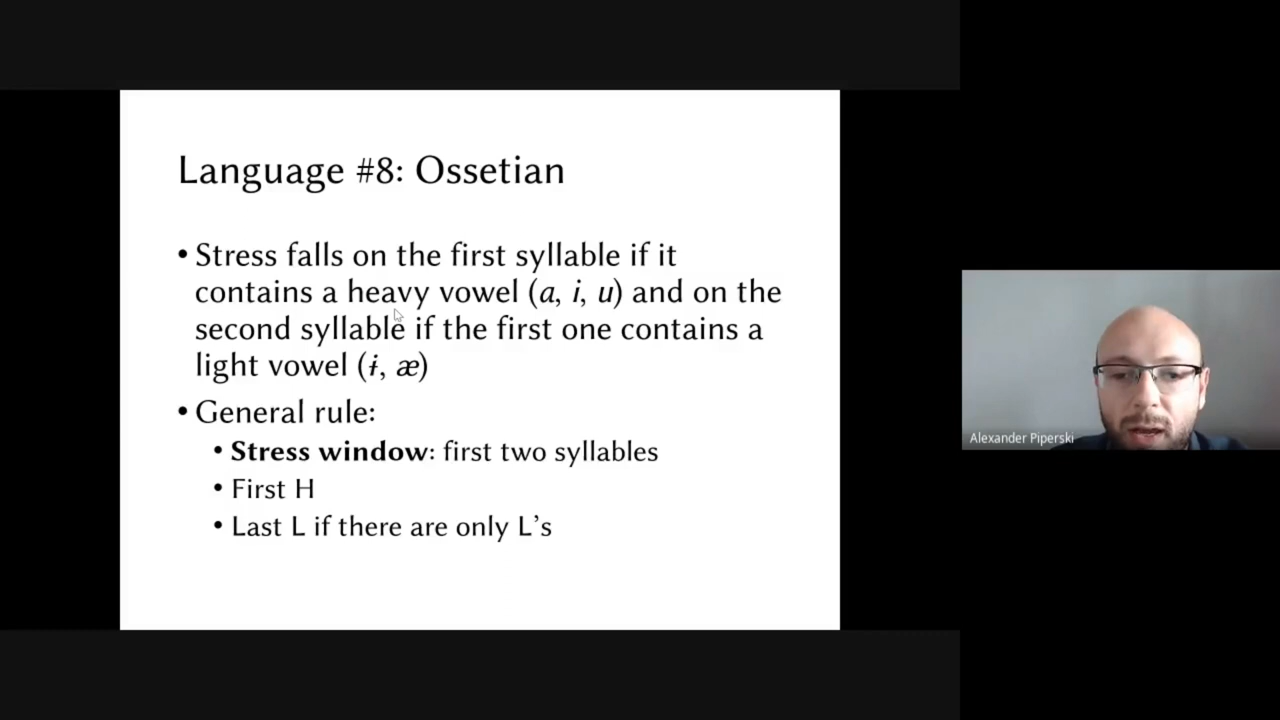 Language #8: Ossetian
• Stress falls on the first syllable if it
contains a heavy vowel (a, i, u) and on the
second syllable if the first one contains a
light vowel (ɨ, æ)
• General rule:
• Stress window: first two syllables
• First H
• Last L if there are only L’s
Alexander Piperski